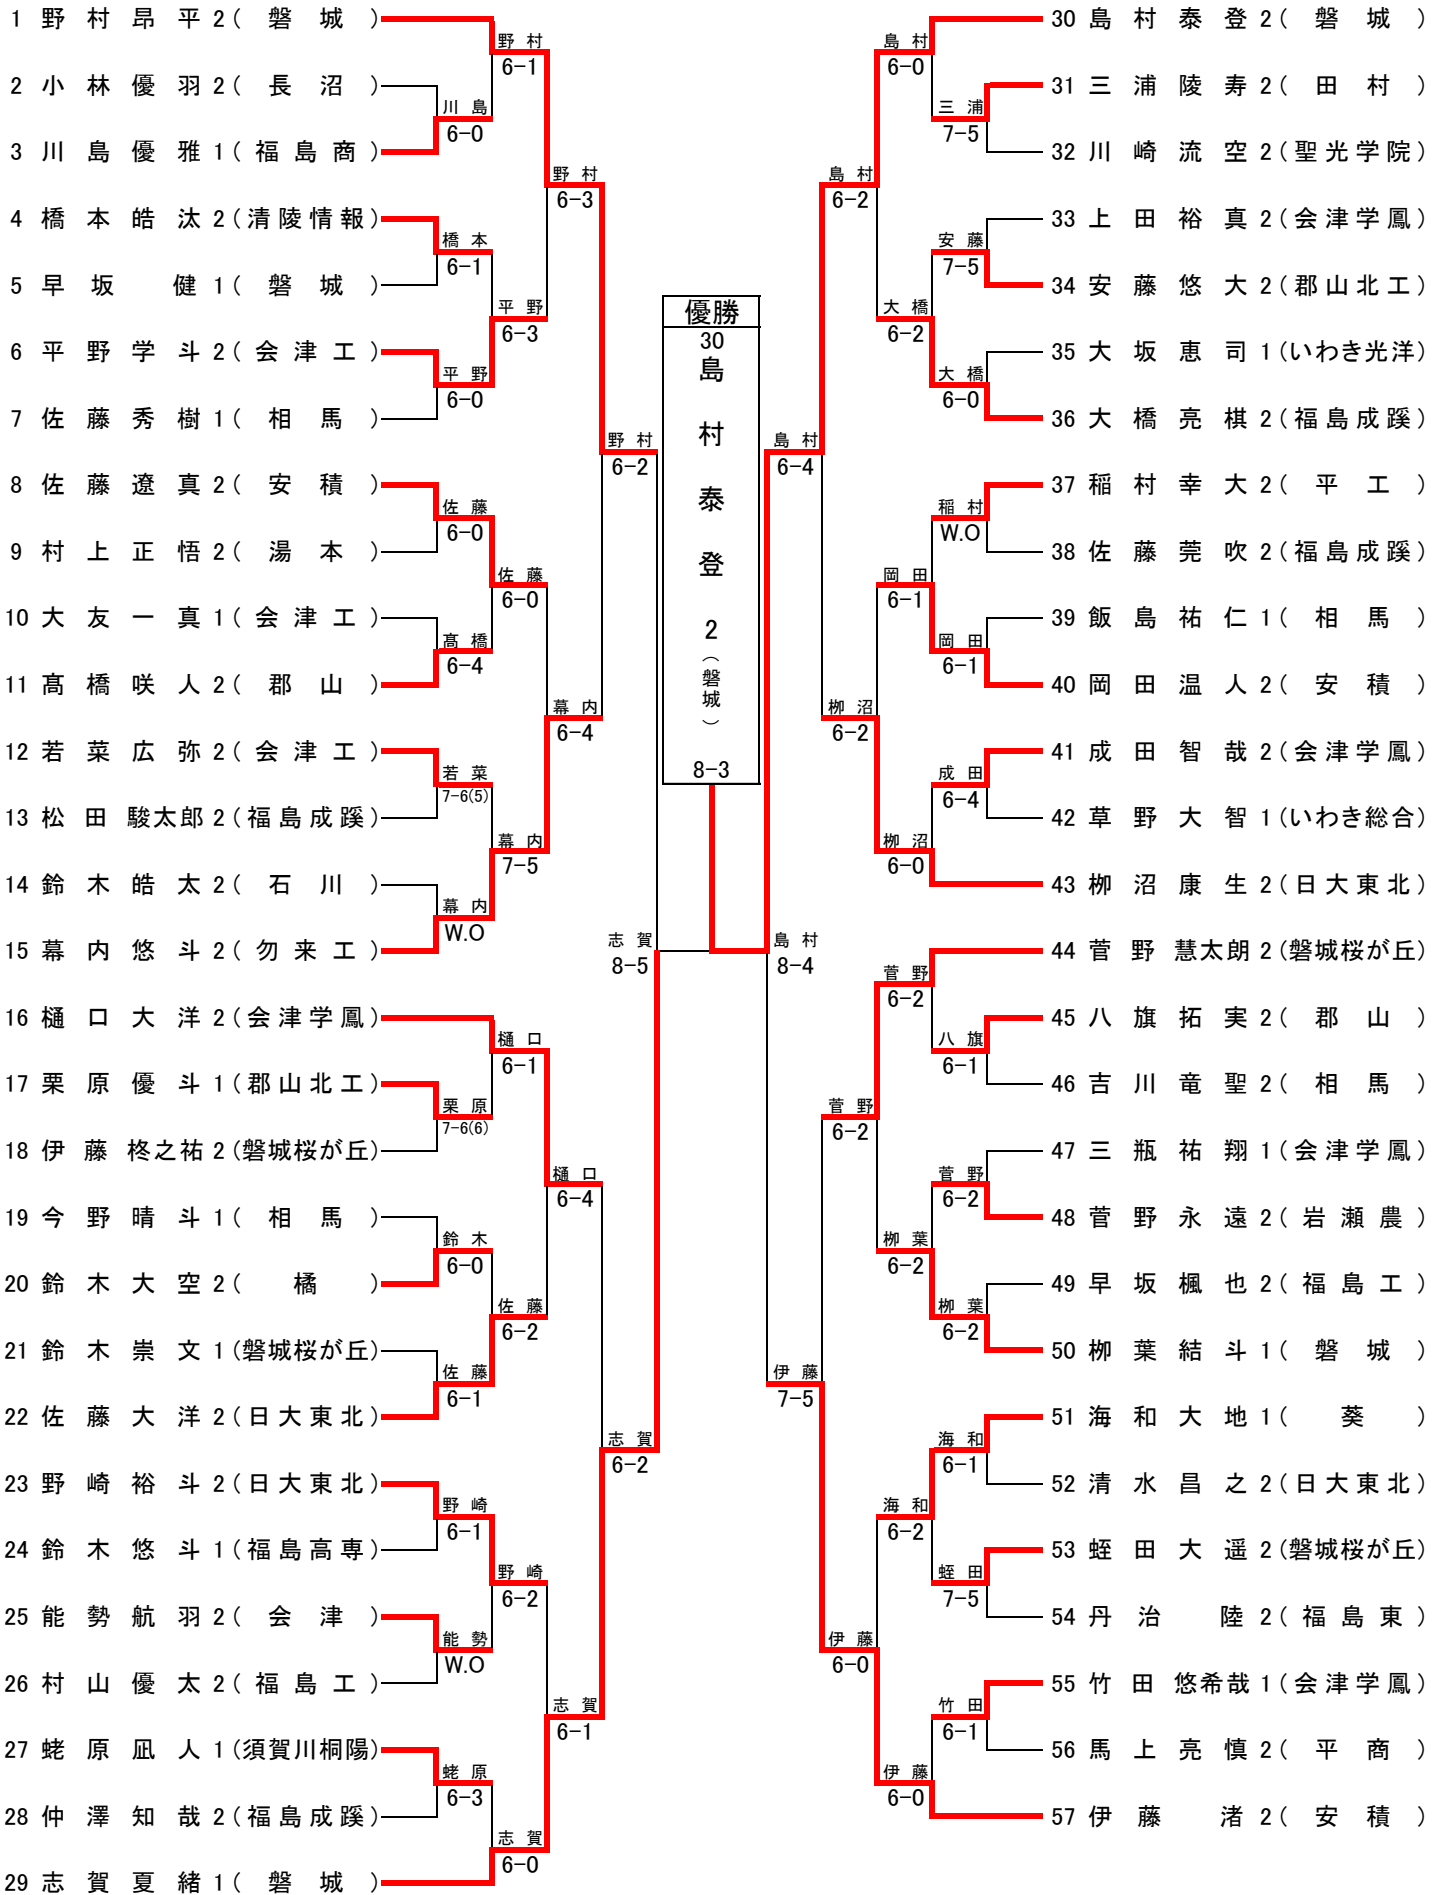 1 野村昂平 2 (磐城)
2 小林優羽 2 (長沼)
3 川島優雅 1 (福島商)
4 橋本皓汰 2 (清陵情報)
5 早坂健 1 (磐城)
6 平野学斗 2 (会津工)
7 佐藤秀樹 1 (相馬)
8 佐藤遼真 2 (安積)
9 村上正悟 2 (湯本)
10 大友一真 1 (会津工)
11 髙橋咲人 2 (郡山)
12 若菜広弥 2 (会津工)
13 松田駿太郎 2 (福島成蹊)
14 鈴木皓太 2 (石川)
15 幕内悠斗 2 (勿来工)
16 樋口大洋 2 (会津学鳳)
17 栗原優斗 1 (郡山北工)
18 伊藤柊之祐 2 (磐城桜が丘)
19 今野晴斗 1 (相馬)
20 鈴木大空 2 (橘)
21 鈴木崇文 1 (磐城桜が丘)
22 佐藤大洋 2 (日大東北)
23 野崎裕斗 2 (日大東北)
24 鈴木悠斗 1 (福島高専)
25 能勢航羽 2 (会津)
26 村山優太 2 (福島工)
27 蛯原凪人 1 (須賀川桐陽)
28 仲澤知哉 2 (福島成蹊)
29 志賀夏緒 1 (磐城)
川島
6-0
橋本
6-1
平野
6-0
佐藤
6-0
髙橋
6-4
若菜
7-6(5)
幕内
W.O
栗原
7-6(6)
鈴木
6-0
佐藤
6-1
野崎
6-1
能勢
W.O
蛯原
6-3
野村
6-1
平野
6-3
佐藤
6-0
幕内
7-5
樋口
6-1
佐藤
6-2
野崎
6-2
志賀
6-0
野村
6-3
幕内
6-4
樋口
6-4
志賀
6-1
野村
6-2
志賀
6-2
志賀
8-5
優勝
30
島村泰登
2
(磐城)
8-3
島村
8-4
島村
6-4
伊藤
7-5
島村
6-2
栁沼
6-2
菅野
6-2
伊藤
6-0
島村
6-0
大橋
6-2
岡田
6-1
栁沼
6-0
菅野
6-2
栁葉
6-2
海和
6-2
伊藤
6-0
三浦
7-5
安藤
7-5
大橋
6-0
稲村
W.O
岡田
6-1
成田
6-4
八旗
6-1
菅野
6-2
栁葉
6-2
海和
6-1
蛭田
7-5
竹田
6-1
30 島村泰登 2 (磐城)
31 三浦陵寿 2 (田村)
32 川崎流空 2 (聖光学院)
33 上田裕真 2 (会津学鳳)
34 安藤悠大 2 (郡山北工)
35 大坂恵司 1 (いわき光洋)
36 大橋亮棋 2 (福島成蹊)
37 稲村幸大 2 (平工)
38 佐藤莞吹 2 (福島成蹊)
39 飯島祐仁 1 (相馬)
40 岡田温人 2 (安積)
41 成田智哉 2 (会津学鳳)
42 草野大智 1 (いわき総合)
43 栁沼康生 2 (日大東北)
44 菅野慧太朗 2 (磐城桜が丘)
45 八旗拓実 2 (郡山)
46 吉川竜聖 2 (相馬)
47 三瓶祐翔 1 (会津学鳳)
48 菅野永遠 2 (岩瀬農)
49 早坂楓也 2 (福島工)
50 栁葉結斗 1 (磐城)
51 海和大地 1 (葵)
52 清水昌之 2 (日大東北)
53 蛭田大遥 2 (磐城桜が丘)
54 丹治陸 2 (福島東)
55 竹田悠希哉 1 (会津学鳳)
56 馬上亮慎 2 (平商)
57 伊藤渚 2 (安積)